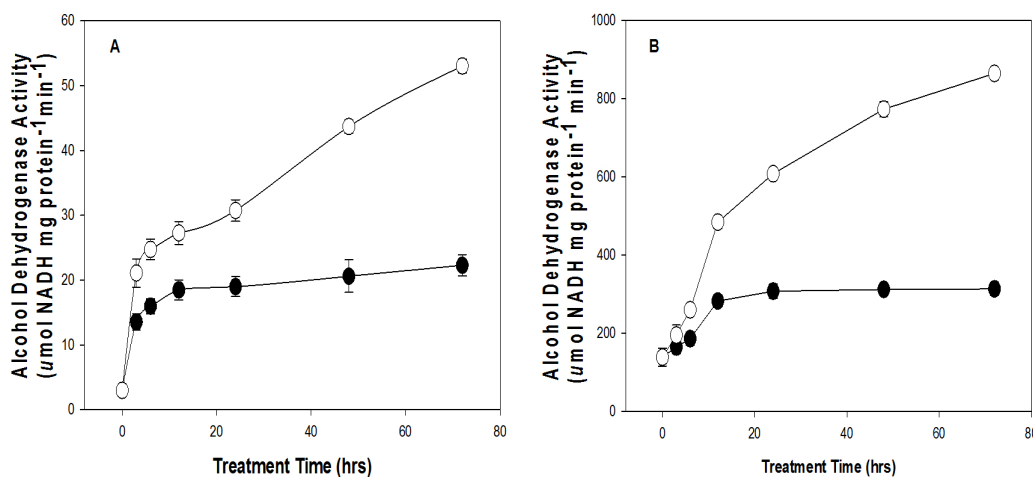 A
Alcohol Dehydrogenase Activity
(umol NADH mg protein-1min-1)
60
50
40
30
20
10
0
0
20
40
60
80
Treatment Time (hrs)
B
Alcohol Dehydrogenase Activity
(umol NADH mg protein-1 min-1)
1000
800
600
400
200
0
0
20
40
60
80
Treatment Time (hrs)